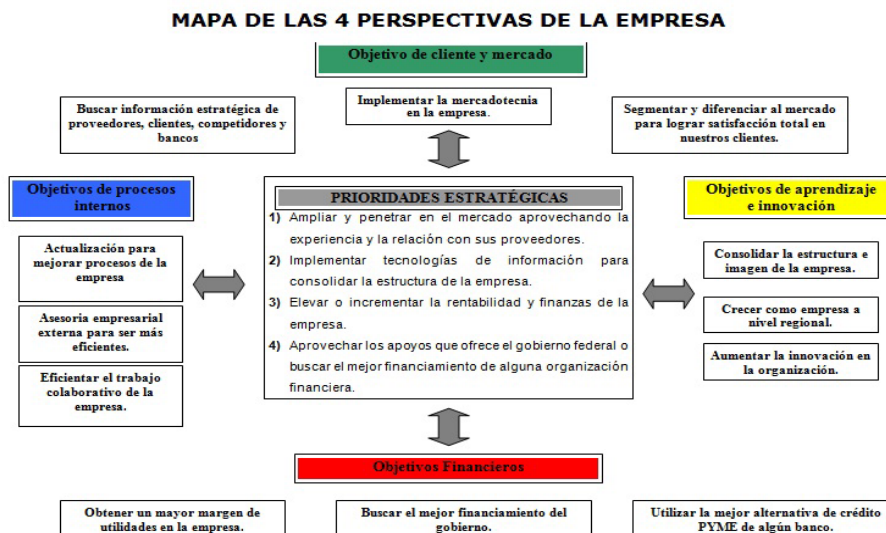 MAPA DE LAS 4 PERSPECTIVAS DE LA EMPRESA
Objetivo de cliente y mercado
Buscar información estratégica de
proveedores, clientes, competidores y
bancos
Implementar la mercadotecnia
en la empresa.
Segmentar y diferenciar al mercado
para lograr satisfacción total en
nuestros clientes.
Objetivos de procesos
internos
Actualización para
mejorar procesos de la
empresa
Asesoria empresarial
externa para ser más
eficientes.
Eficientar el trabajo
colaborativo de la
empresa.
PRIORIDADES ESTRATÉGICAS
1) Ampliar y penetrar en el mercado aprovechando la
experiencia y la relación con sus proveedores.
2) Implementar tecnologías de información para
consolidar la estructura de la empresa.
3) Elevar o incrementar la rentabilidad y finanzas de la
empresa.
4) Aprovechar los apoyos que ofrece el gobierno federal o
buscar el mejor financiamiento de alguna organización
financiera.
Objetivos de aprendizaje
e innovación
Consolidar la estructura e
imagen de la empresa.
Crecer como empresa a
nivel regional.
Aumentar la innovación en
la organización.
Objetivos Financieros
Obtener un mayor margen de
utilidades en la empresa.
Buscar el mejor financiamiento del
gobierno.
Utilizar la mejor alternativa de crédito
PYME de algún banco.